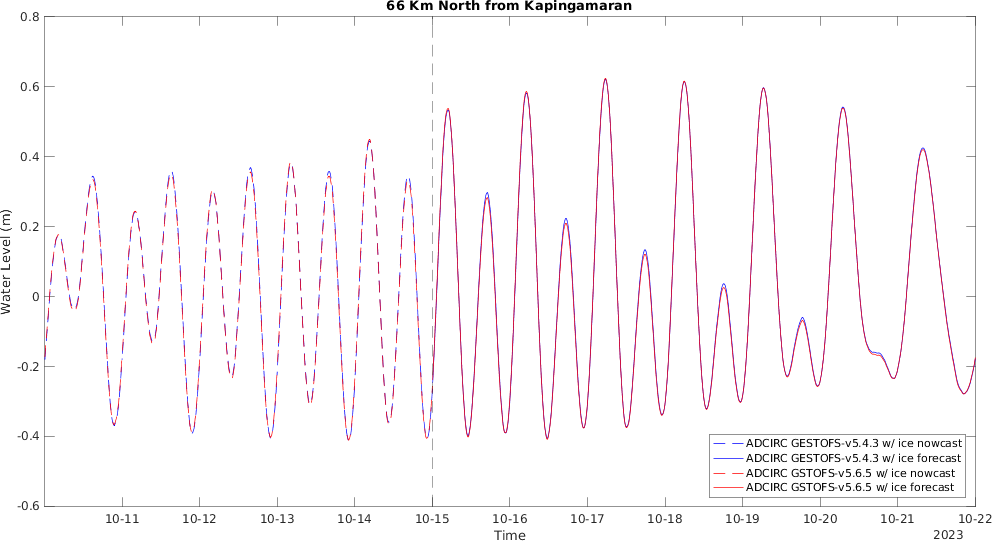 66 Km North from Kapingamaran
Water Level (m)
0.8
0.6
0.4
0.2
0
-0.2
-0.4
-0.6
10-11 10-12 10-13 10-14 10-15 10-16 10-17 10-18 10-19 10-20 10-21 10-22
Time
2023
ADCIRC GESTOFS-v5.4.3 w/ ice nowcast
ADCIRC GESTOFS-v5.4.3 w/ ice forecast
ADCIRC GSTOFS-v5.6.5 w/ ice nowcast
ADCIRC GSTOFS-v5.6.5 w/ ice forecast